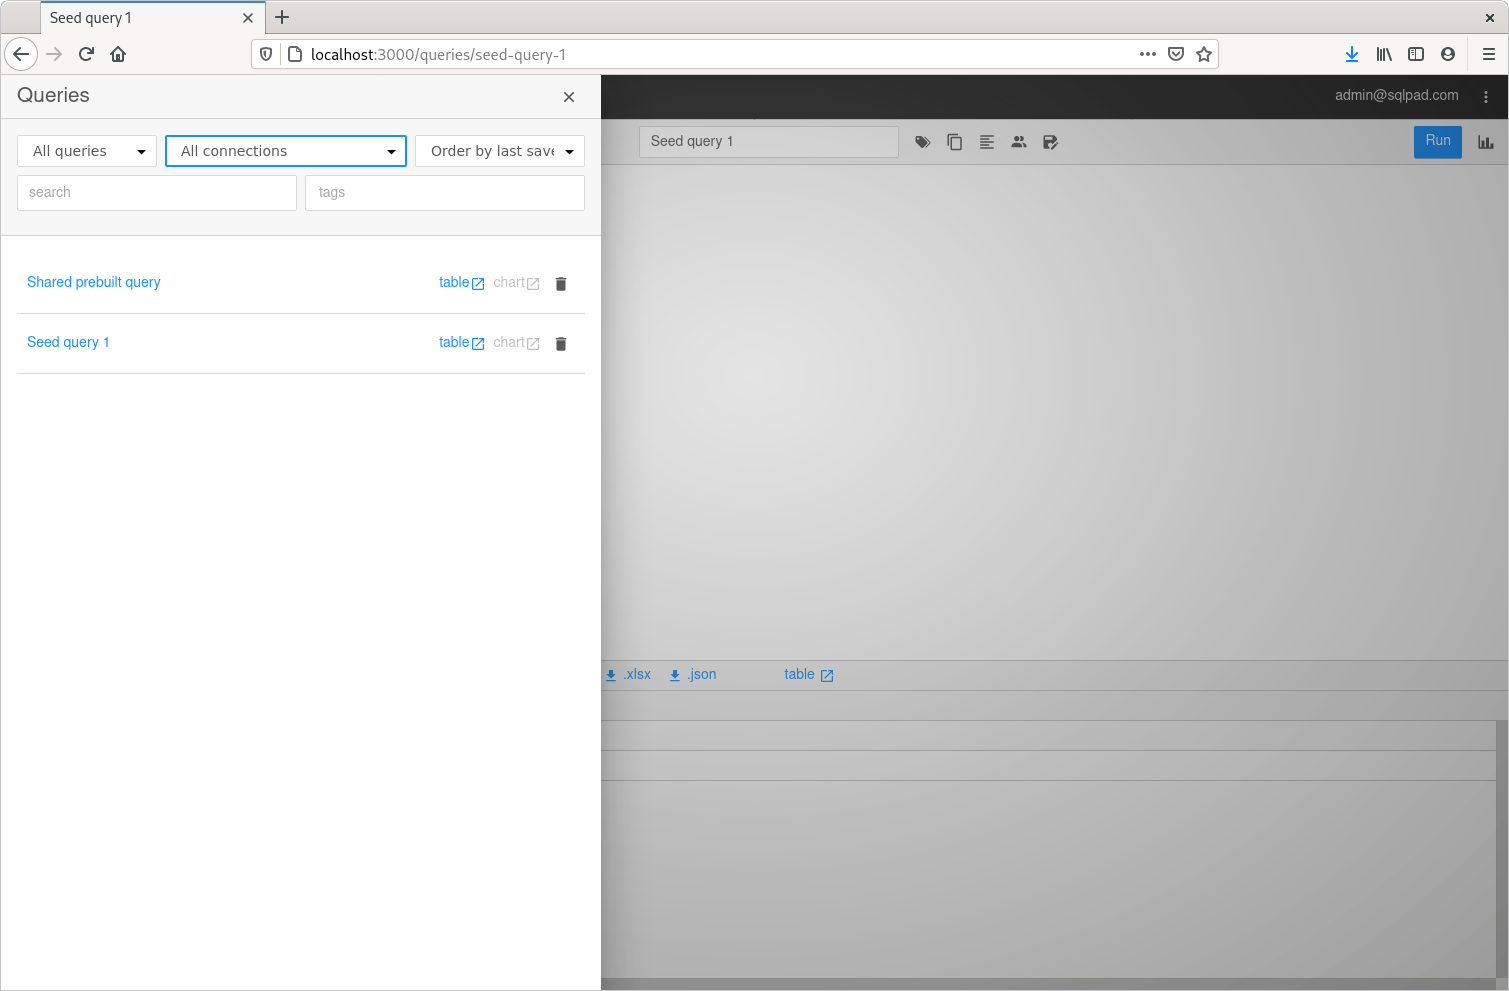 Seed query 1
localhost:3000/queries/seed-query-1
Queries
admin@sqlpad.com
All queries
All connections
Order by last save
Seed query 1
Run
search
tags
Shared prebuilt query
table
chart
Seed query 1
table
chart
.xlsx
.json
table